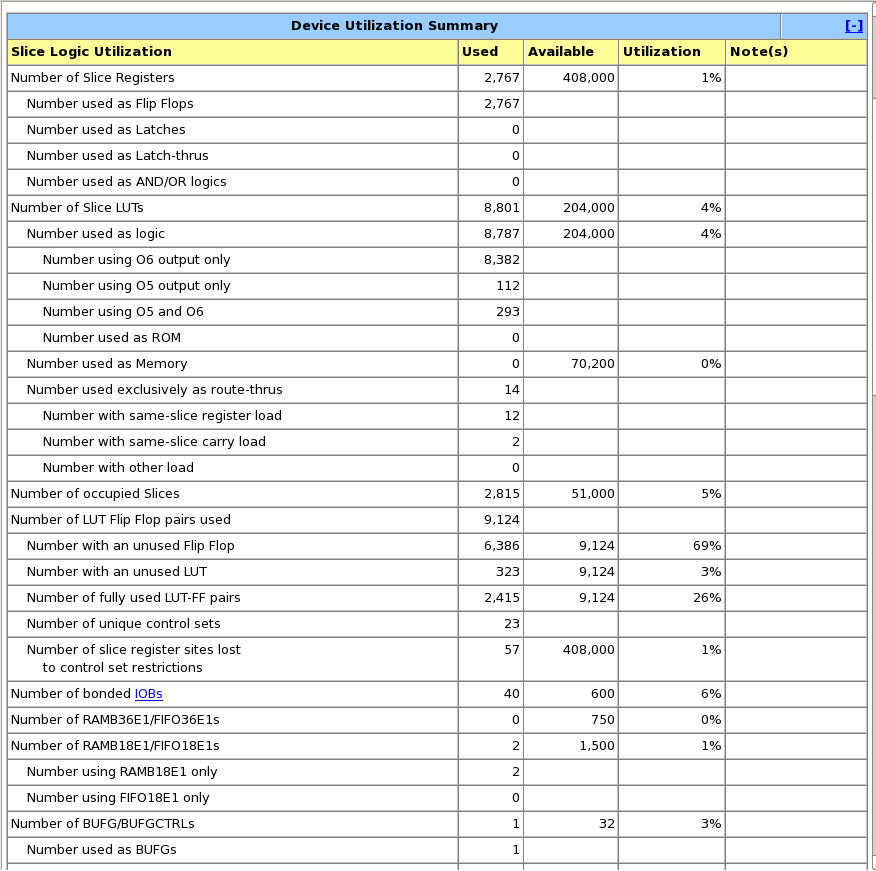 Device Utilization Summary [-]
Slice Logic Utilization Used Available Utilization Note(s)
Number of Slice Registers 2,767 408,000 1%
Number used as Flip Flops 2,767
Number used as Latches 0
Number used as Latch-thrus 0
Number used as AND/OR logics 0
Number of Slice LUTs 8,801 204,000 4%
Number used as logic 8,787 204,000 4%
Number using O6 output only 8,382
Number using O5 output only 112
Number using O5 and O6 293
Number used as ROM 0
Number used as Memory 0 70,200 0%
Number used exclusively as route-thrus 14
Number with same-slice register load 12
Number with same-slice carry load 2
Number with other load 0
Number of occupied Slices 2,815 51,000 5%
Number of LUT Flip Flop pairs used 9,124
Number with an unused Flip Flop 6,386 9,124 69%
Number with an unused LUT 323 9,124 3%
Number of fully used LUT-FF pairs 2,415 9,124 26%
Number of unique control sets 23
Number of slice register sites lost 57 408,000 1%
to control set restrictions
Number of bonded IOBs 40 600 6%
Number of RAMB36E1/FIFO36E1s 0 750 0%
Number of RAMB18E1/FIFO18E1s 2 1,500 1%
Number using RAMB18E1 only 2
Number using FIFO18E1 only 0
Number of BUFG/BUFGCTRLs 1 32 3%
Number used as BUFGs 1